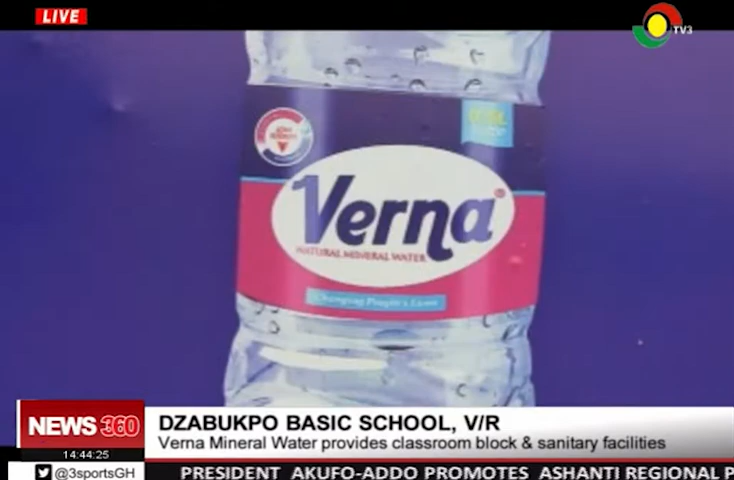 LIVE
TV3
Verna
NATURAL MINERAL WATER
Changing People's Lives
NEWS 360
DZABUKPO BASIC SCHOOL, V/R
Verna Mineral Water provides classroom block & sanitary facilities
14:44:25
@3sportsGH
PRESIDENT AKUFO-ADDO PROMOTES ASHANTI REGIONAL P